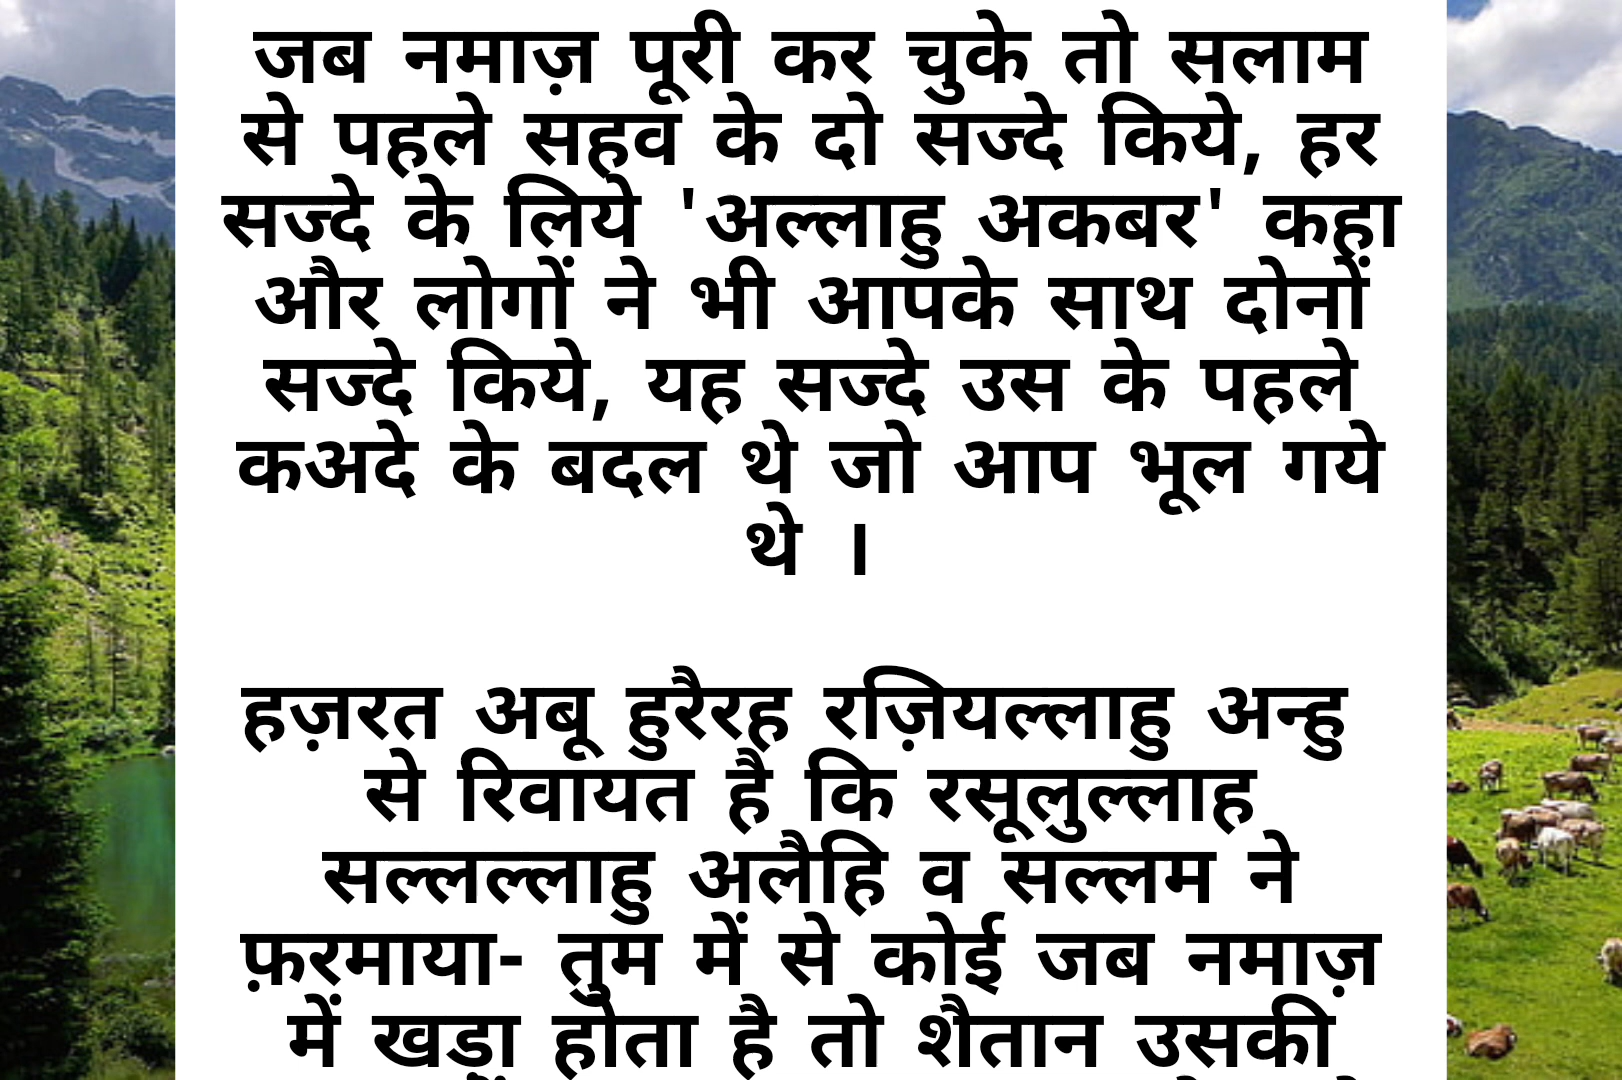 जब नमाज़ पूरी कर चुके तो सलाम
से पहले सहव के दो सज्दे किये, हर
सज्दे के लिये 'अल्लाहु अकबर' कहा
और लोगों ने भी आपके साथ दोनों
सज्दे किये, यह सज्दे उस के पहले
कअदे के बदल थे जो आप भूल गये
थे ।
हज़रत अबू हुरैरह रज़ियल्लाहु अन्हु
से रिवायत है कि रसूलुल्लाह
सल्लल्लाहु अलैहि व सल्लम ने
फ़रमाया- तुम में से कोई जब नमाज़
में खड़ा होता है तो शैतान उसकी